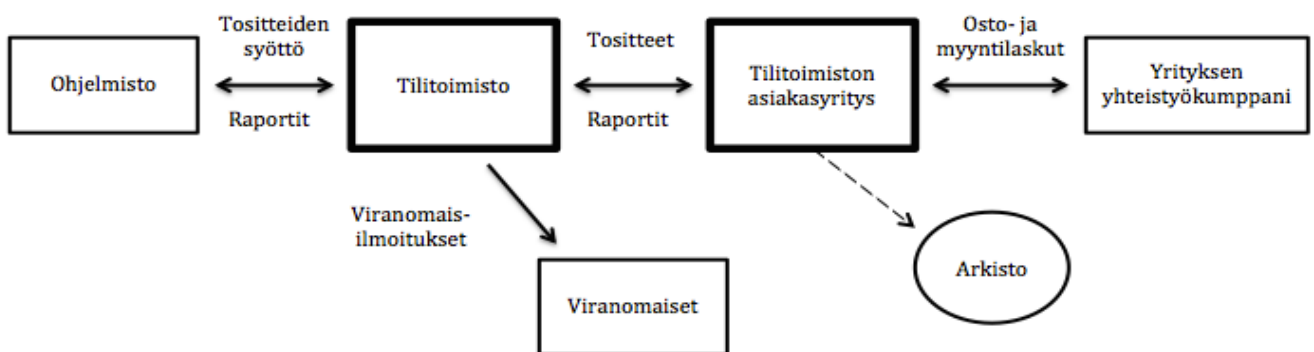 Ohjelmisto
Tositteiden
syöttö
Raportit
Tilitoimisto
Tositteet
Raportit
Tilitoimiston
asiakasyritys
Osto- ja
myyntilaskut
Yrityksen
yhteistyökumppani
Viranomais-
ilmoitukset
Viranomaiset
Arkisto